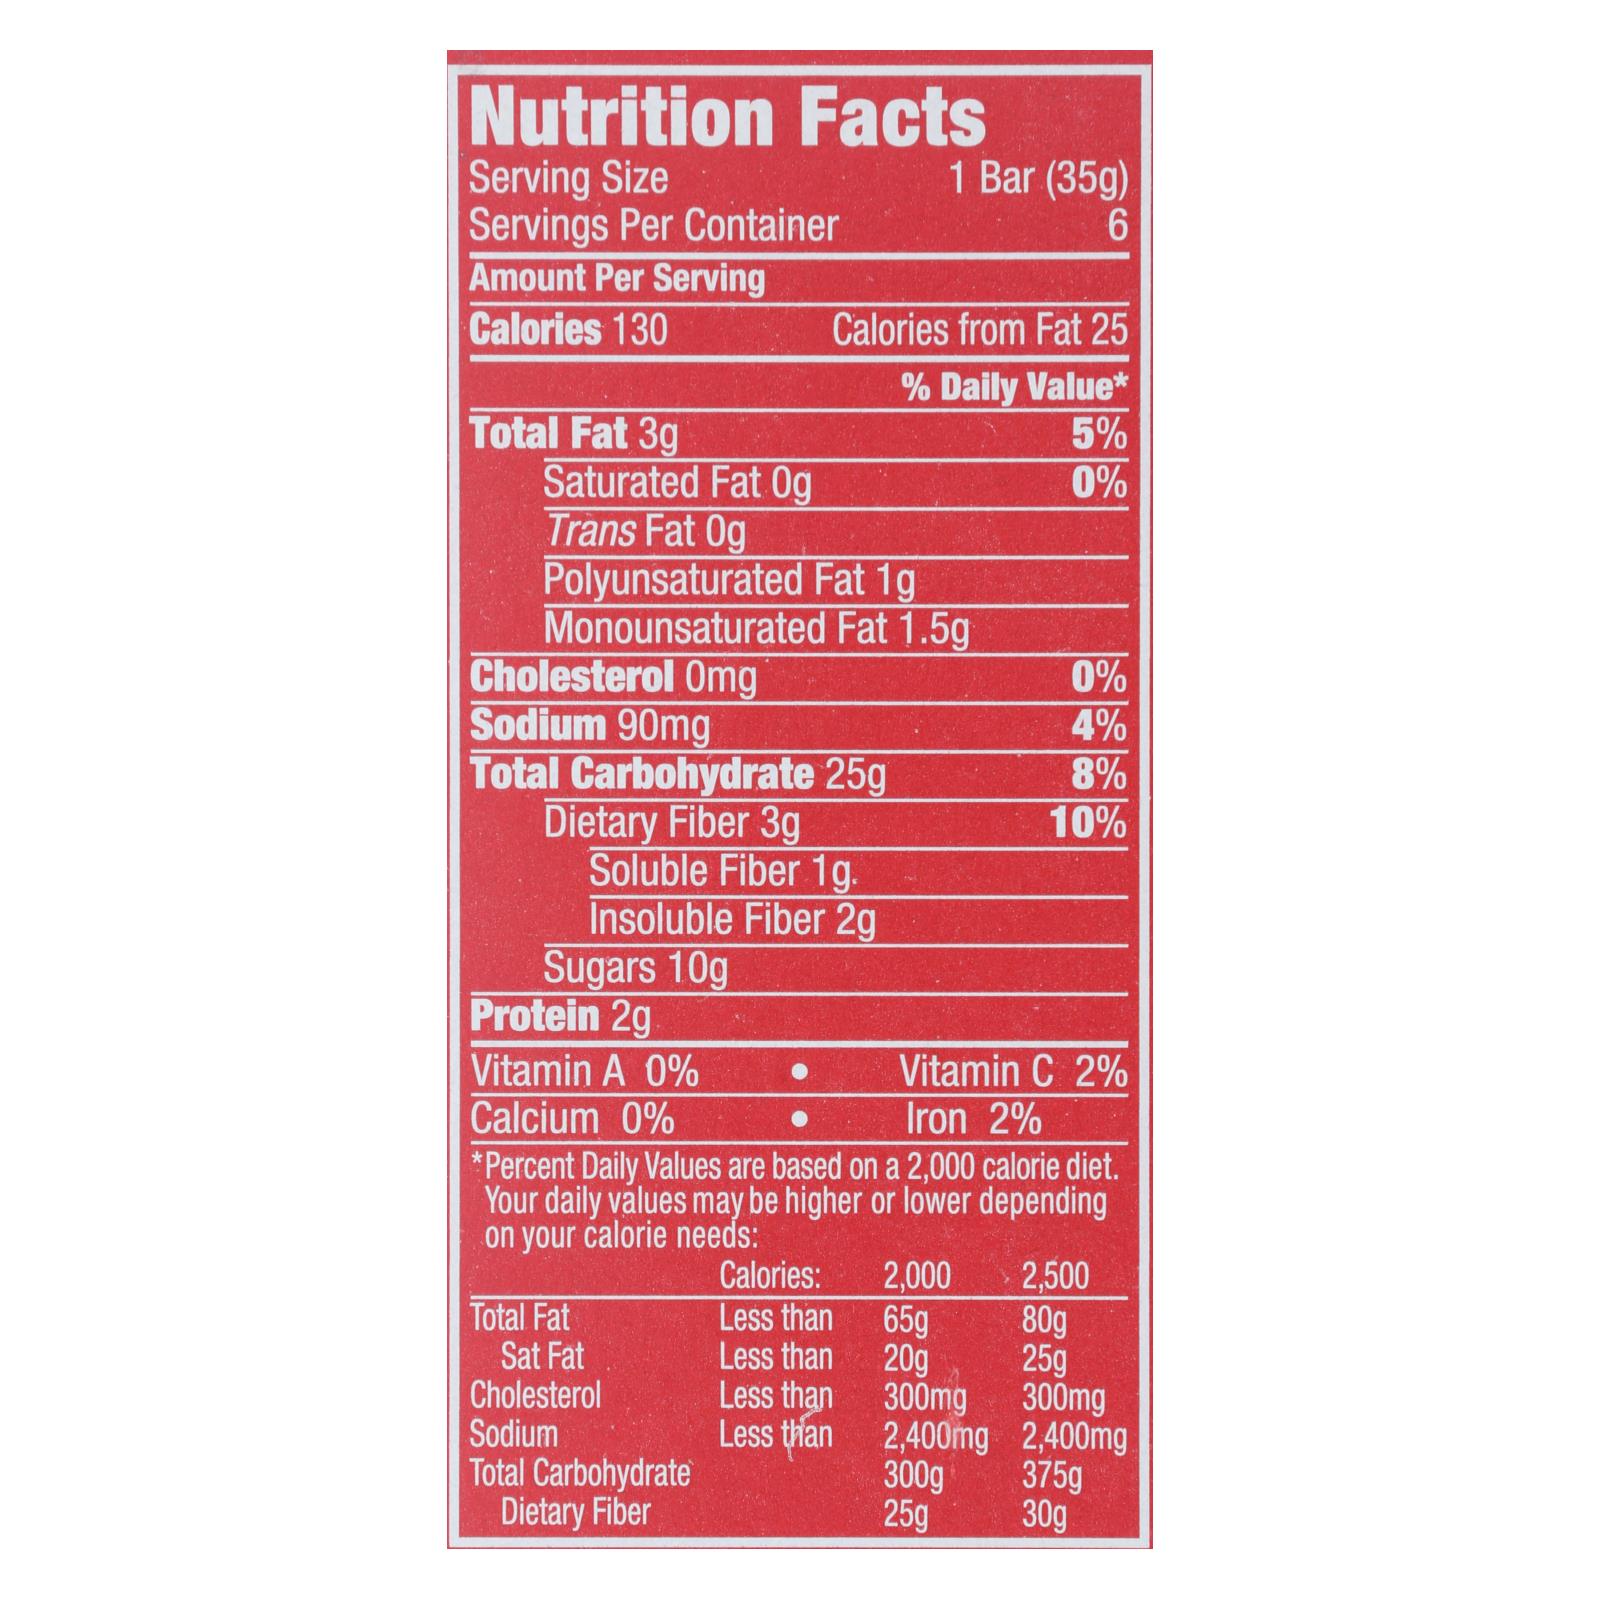 Nutrition Facts
Serving Size 1 Bar (35g)
Servings Per Container 6
Amount Per Serving
Calories 130 Calories from Fat 25
% Daily Value*
Total Fat 3g 5%
Saturated Fat 0g 0%
Trans Fat 0g
Polyunsaturated Fat 1g
Monounsaturated Fat 1.5g
Cholesterol 0mg 0%
Sodium 90mg 4%
Total Carbohydrate 25g 8%
Dietary Fiber 3g 10%
Soluble Fiber 1g
Insoluble Fiber 2g
Sugars 10g
Protein 2g
Vitamin A 0% • Vitamin C 2%
Calcium 0% • Iron 2%
*Percent Daily Values are based on a 2,000 calorie diet.
Your daily values may be higher or lower depending
on your calorie needs:
Calories: 2,000 2,500
Total Fat Less than 65g 80g
Sat Fat Less than 20g 25g
Cholesterol Less than 300mg 300mg
Sodium Less than 2,400mg 2,400mg
Total Carbohydrate 300g 375g
Dietary Fiber 25g 30g